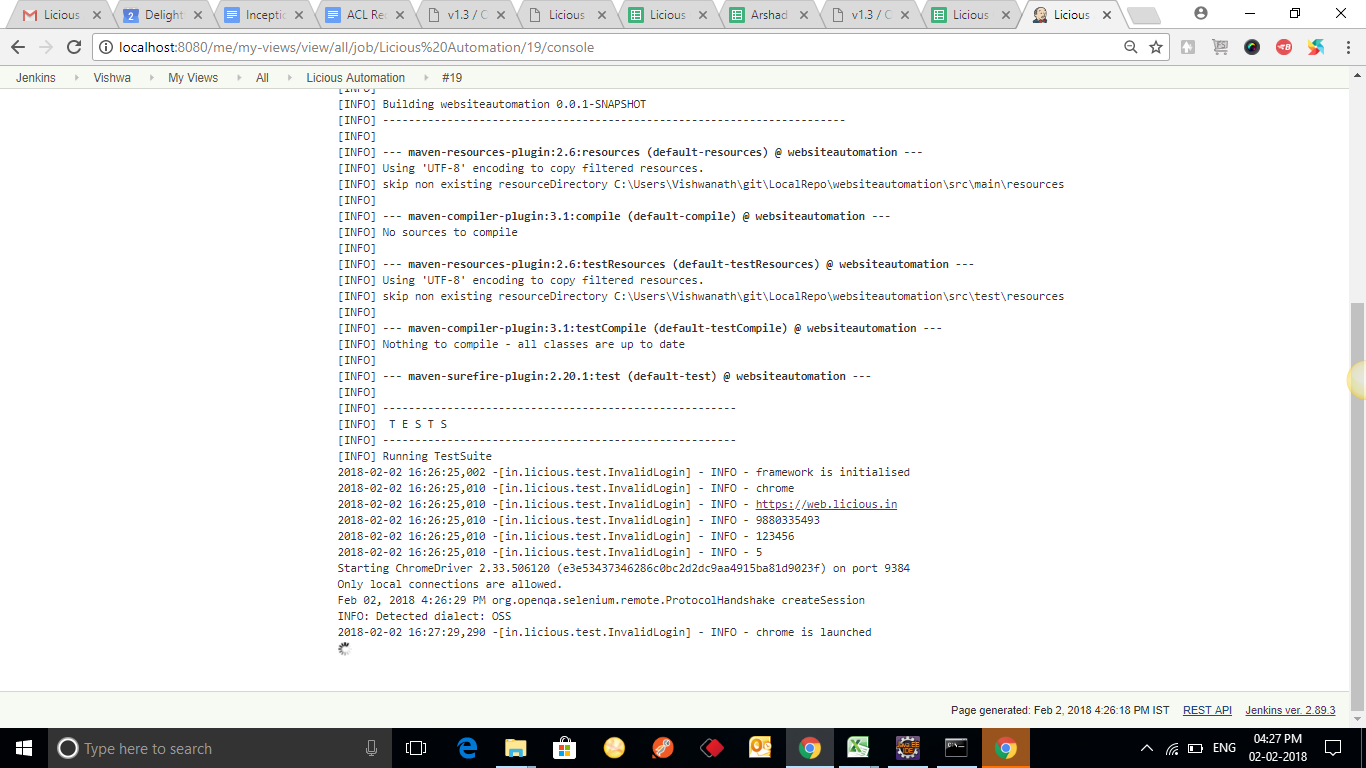 Licious
Delight
Inceptic
ACL Re
v1.3 / C
Licious
Licious
Arshad
v1.3 / C
Licious
Licious
localhost:8080/me/my-views/view/all/job/Licious%20Automation/19/console
Jenkins
Vishwa
My Views
All
Licious Automation
#19
[INFO]
[INFO] Building websiteautomation 0.0.1-SNAPSHOT
[INFO] ------------------------------------------------------------------------
[INFO]
[INFO] --- maven-resources-plugin:2.6:resources (default-resources) @ websiteautomation ---
[INFO] Using 'UTF-8' encoding to copy filtered resources.
[INFO] skip non existing resourceDirectory C:\Users\Vishwanath\git\LocalRepo\websiteautomation\src\main\resources
[INFO]
[INFO] --- maven-compiler-plugin:3.1:compile (default-compile) @ websiteautomation ---
[INFO] No sources to compile
[INFO]
[INFO] --- maven-resources-plugin:2.6:testResources (default-testResources) @ websiteautomation ---
[INFO] Using 'UTF-8' encoding to copy filtered resources.
[INFO] skip non existing resourceDirectory C:\Users\Vishwanath\git\LocalRepo\websiteautomation\src\test\resources
[INFO]
[INFO] --- maven-compiler-plugin:3.1:testCompile (default-testCompile) @ websiteautomation ---
[INFO] Nothing to compile - all classes are up to date
[INFO]
[INFO] --- maven-surefire-plugin:2.20.1:test (default-test) @ websiteautomation ---
[INFO]
[INFO] -------------------------------------------------------
[INFO]  T E S T S
[INFO] -------------------------------------------------------
[INFO] Running TestSuite
2018-02-02 16:26:25,002 -[in.licious.test.InvalidLogin] - INFO - framework is initialised
2018-02-02 16:26:25,010 -[in.licious.test.InvalidLogin] - INFO - chrome
2018-02-02 16:26:25,010 -[in.licious.test.InvalidLogin] - INFO - https://web.licious.in
2018-02-02 16:26:25,010 -[in.licious.test.InvalidLogin] - INFO - 9880335493
2018-02-02 16:26:25,010 -[in.licious.test.InvalidLogin] - INFO - 123456
2018-02-02 16:26:25,010 -[in.licious.test.InvalidLogin] - INFO - 5
Starting ChromeDriver 2.33.506120 (e3e53437346286c0bc2d2dc9aa4915ba81d9023f) on port 9384
Only local connections are allowed.
Feb 02, 2018 4:26:29 PM org.openqa.selenium.remote.ProtocolHandshake createSession
INFO: Detected dialect: OSS
2018-02-02 16:27:29,290 -[in.licious.test.InvalidLogin] - INFO - chrome is launched
Page generated: Feb 2, 2018 4:26:18 PM IST
REST API
Jenkins ver. 2.89.3
Type here to search
ENG
04:27 PM
02-02-2018